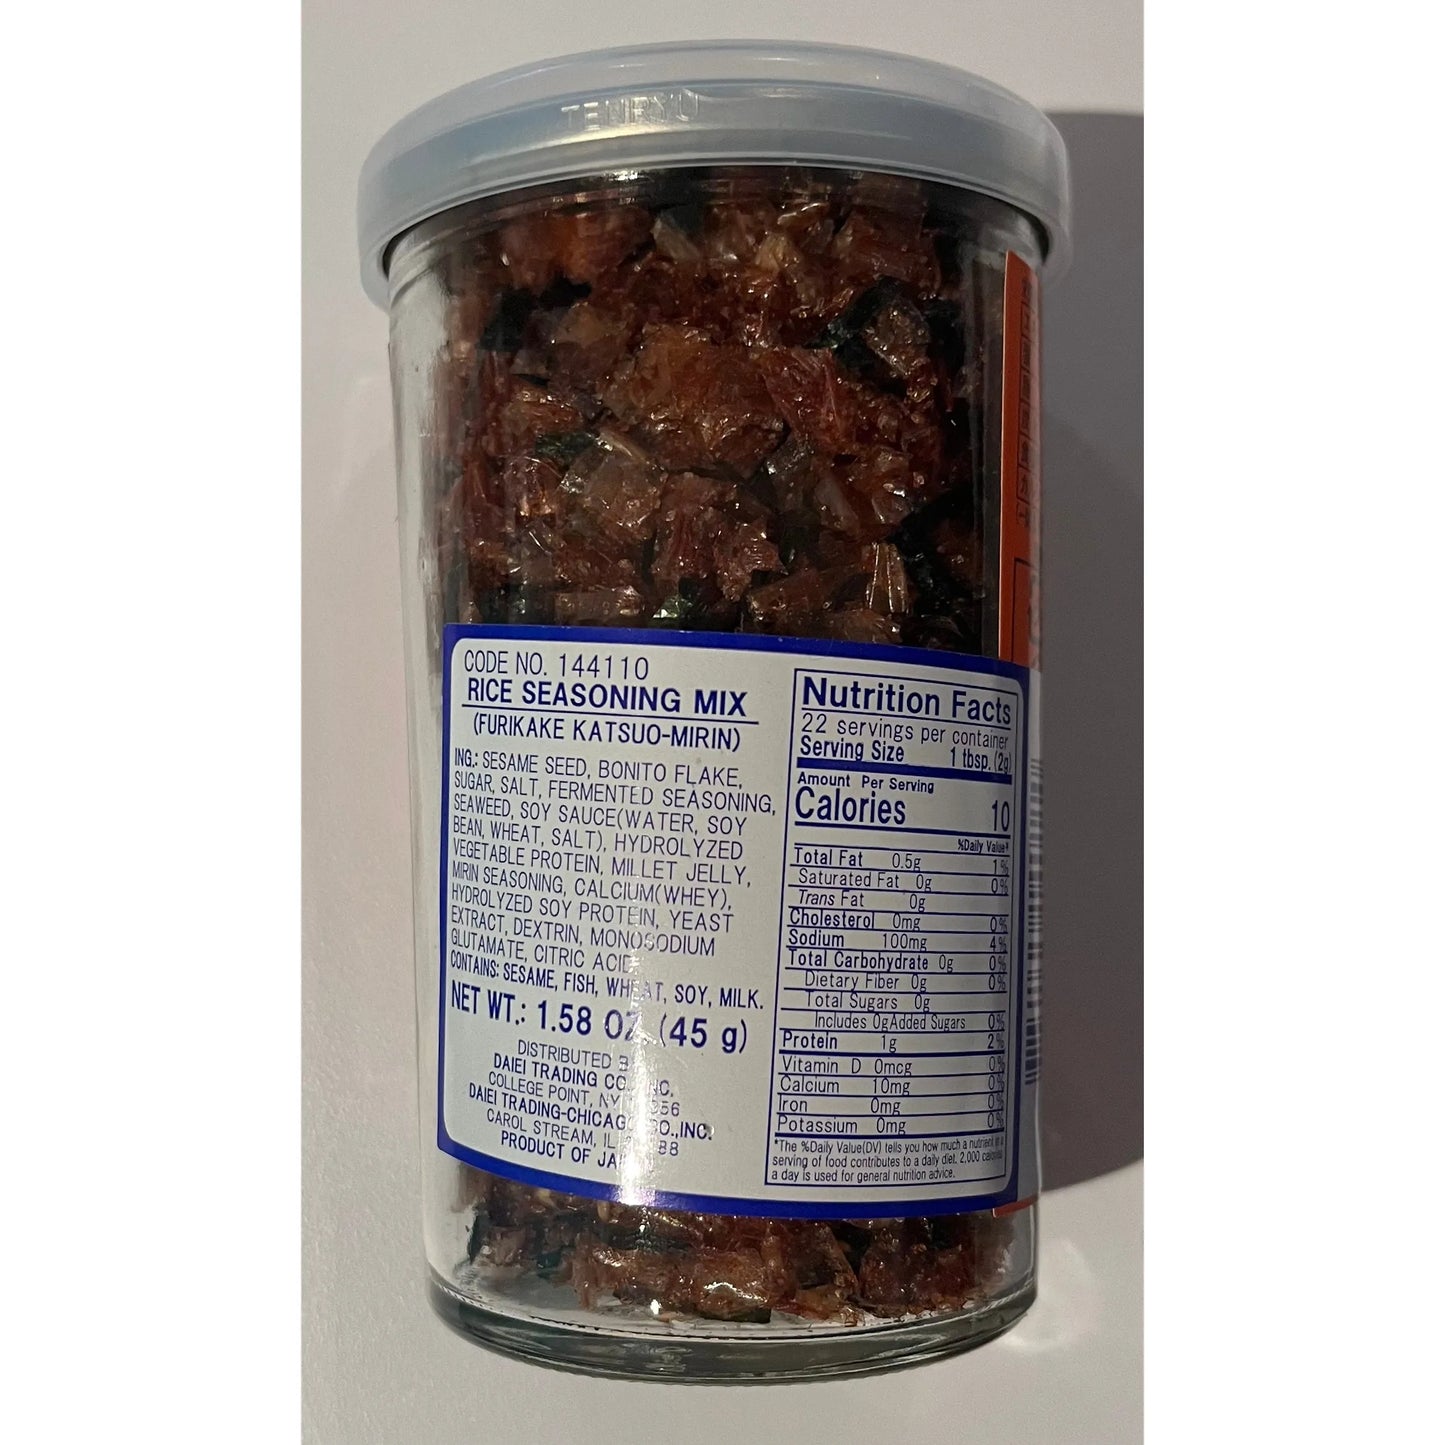 TENRYU
CODE NO. 144110
RICE SEASONING MIX
(FURIKAKE KATSUO-MIRIN)
ING.: SESAME SEED, BONITO FLAKE,
SUGAR, SALT, FERMENTED SEASONING,
SEAWEED, SOY SAUCE(WATER, SOY
BEAN, WHEAT, SALT), HYDROLYZED
VEGETABLE PROTEIN, MILLET JELLY,
MIRIN SEASONING, CALCIUM(WHEY),
HYDROLYZED SOY PROTEIN, YEAST
EXTRACT, DEXTRIN, MONOSODIUM
GLUTAMATE, CITRIC ACID
CONTAINS: SESAME, FISH, WHEAT, SOY, MILK.
NET WT.: 1.58 OZ (45 g)
DISTRIBUTED BY
DAIEI TRADING CO., INC.
COLLEGE POINT, NY
DAIEI TRADING-CHICAGO CO.,INC.
CAROL STREAM, IL
PRODUCT OF
Nutrition Facts
22 servings per container
Serving Size 1 tbsp. (2g)
Amount Per Serving
Calories 10
%Daily Value*
Total Fat 0.5g 1%
Saturated Fat 0g 0%
Trans Fat 0g
Cholesterol 0mg 0%
Sodium 100mg 4%
Total Carbohydrate 0g 0%
Dietary Fiber 0g 0%
Total Sugars 0g
Includes 0gAdded Sugars 0%
Protein 1g 2%
Vitamin D 0mcg 0%
Calcium 10mg 0%
Iron 0mg 0%
Potassium 0mg 0%
*The %Daily Value(DV) tells you how much a nutrient in a
serving of food contributes to a daily diet. 2,000 calories
a day is used for general nutrition advice.